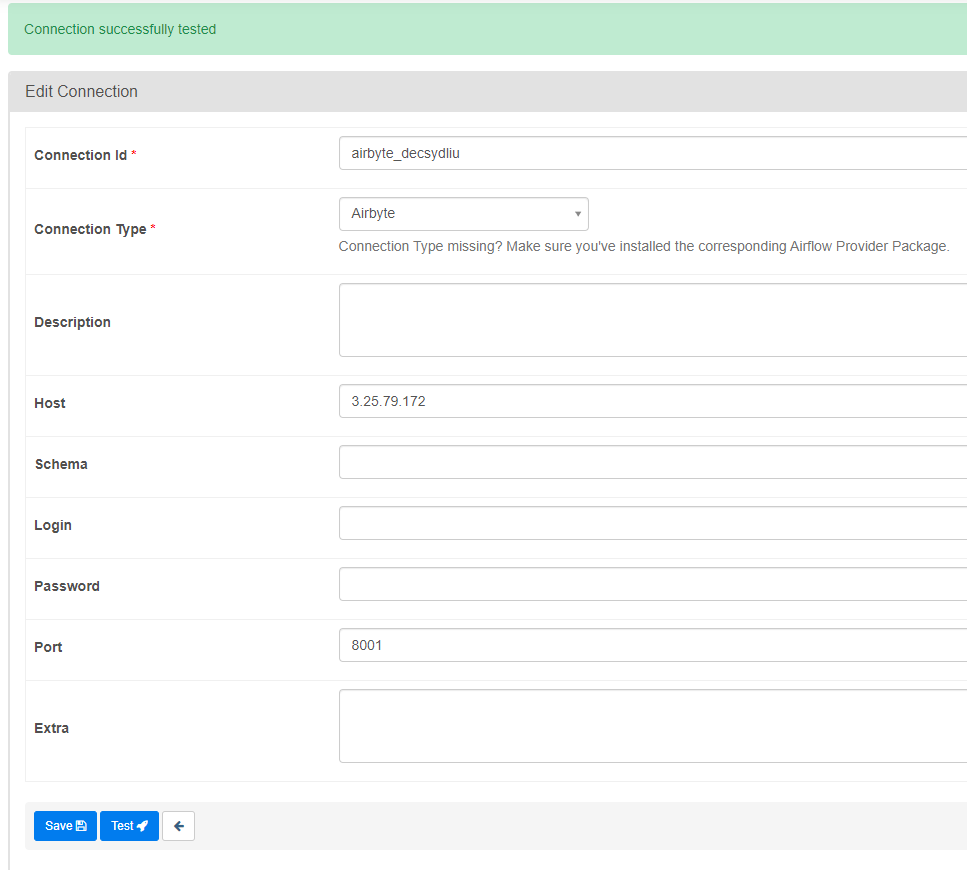 Connection successfully tested
Edit Connection
Connection Id *
airbyte_decsydliu
Connection Type *
Airbyte
Connection Type missing? Make sure you've installed the corresponding Airflow Provider Package.
Description
Host
3.25.79.172
Schema
Login
Password
Port
8001
Extra
Save
Test